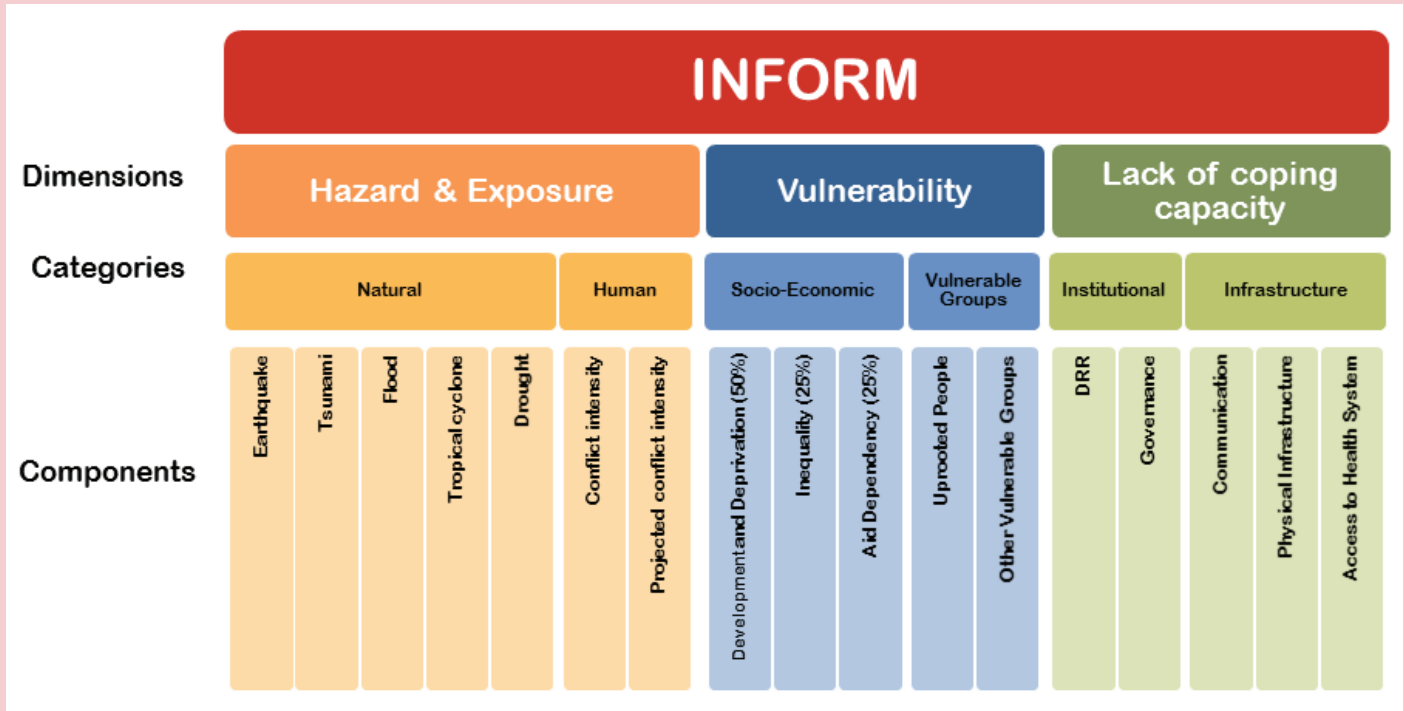 INFORM
Dimensions
Hazard & Exposure
Vulnerability
Lack of coping
capacity
Categories
Natural
Human
Socio-Economic
Vulnerable
Groups
Institutional
Infrastructure
Components
Earthquake
Tsunami
Flood
Tropical cyclone
Drought
Conflict intensity
Projected conflict intensity
Development and Deprivation (50%)
Inequality (25%)
Aid Dependency (25%)
Uprooted People
Other Vulnerable Groups
DRR
Governance
Communication
Physical Infrastructure
Access to Health System